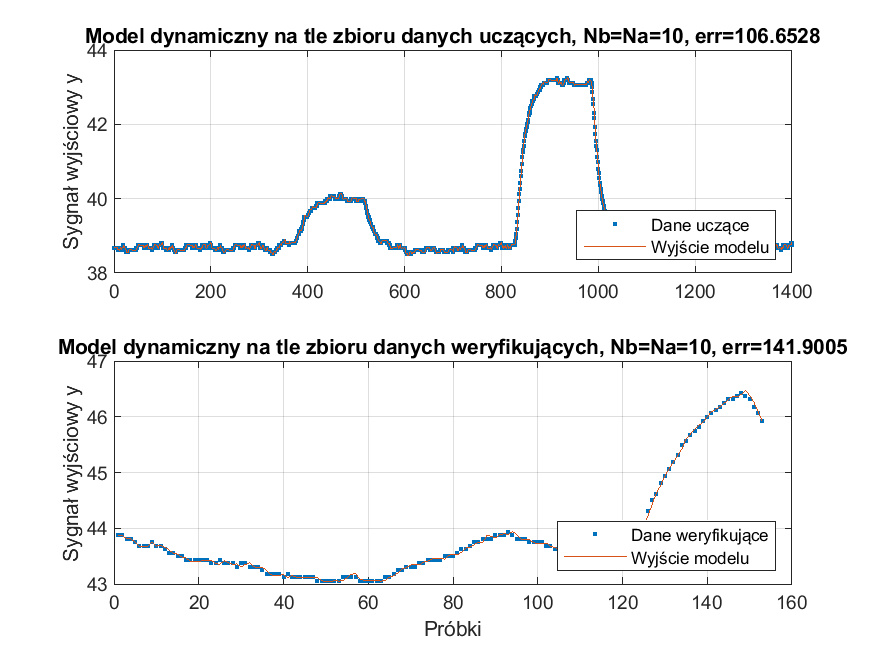 Model dynamiczny na tle zbioru danych uczących, Nb=Na=10, err=106.6528
Sygnał wyjściowy y
44
42
40
38
0 200 400 600 800 1000 1200 1400
Dane uczące
Wyjście modelu
Model dynamiczny na tle zbioru danych weryfikujących, Nb=Na=10, err=141.9005
Sygnał wyjściowy y
47
46
45
44
43
0 20 40 60 80 100 120 140 160
Dane weryfikujące
Wyjście modelu
Próbki